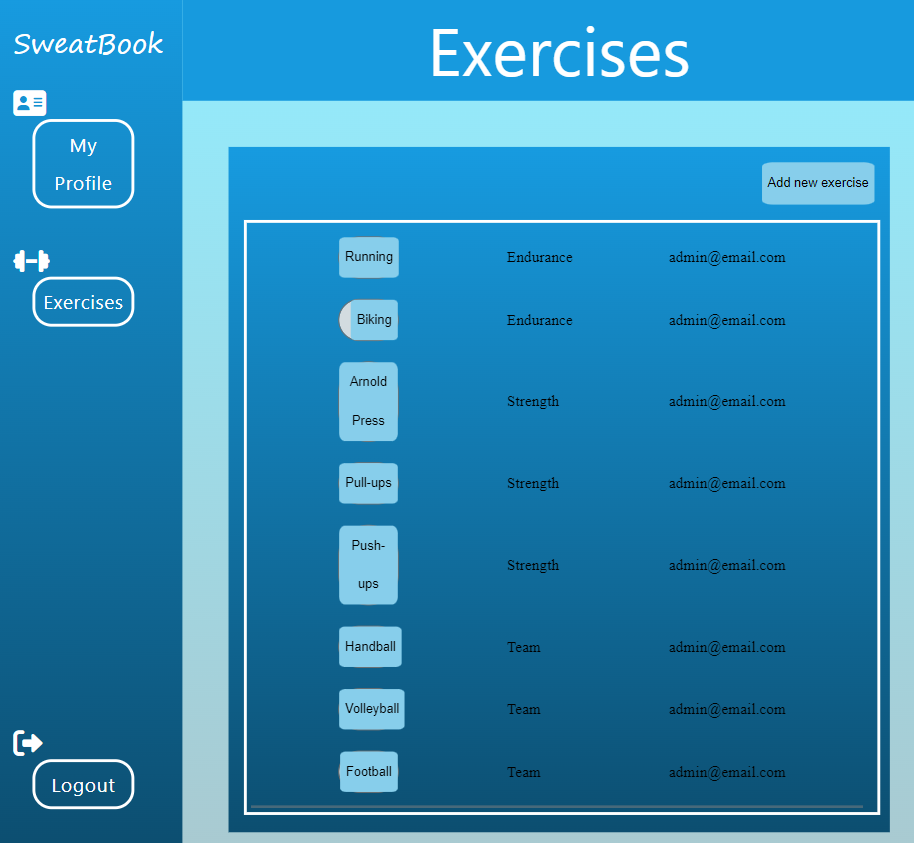 SweatBook
Exercises
My
Profile
Exercises
Logout
Add new exercise
Running Endurance admin@email.com
Biking Endurance admin@email.com
Arnold
Press Strength admin@email.com
Pull-ups Strength admin@email.com
Push-
ups Strength admin@email.com
Handball Team admin@email.com
Volleyball Team admin@email.com
Football Team admin@email.com